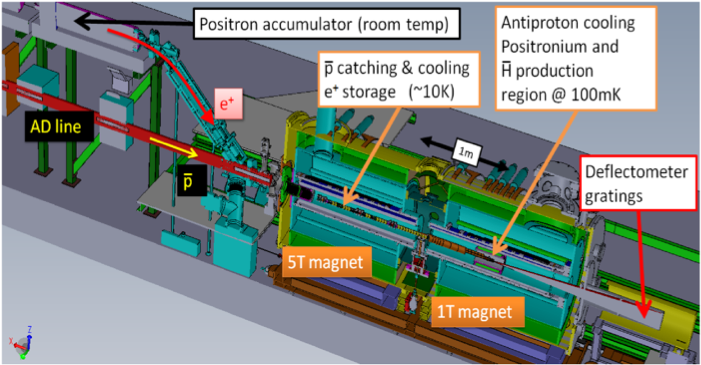 Positron accumulator (room temp)
Antiproton cooling
Positronium and
H̅ production
region @ 100mK
p̅ catching & cooling
e⁺ storage (~10K)
e⁺
AD line
p̅
1m
Deflectometer
gratings
5T magnet
1T magnet
X
Z